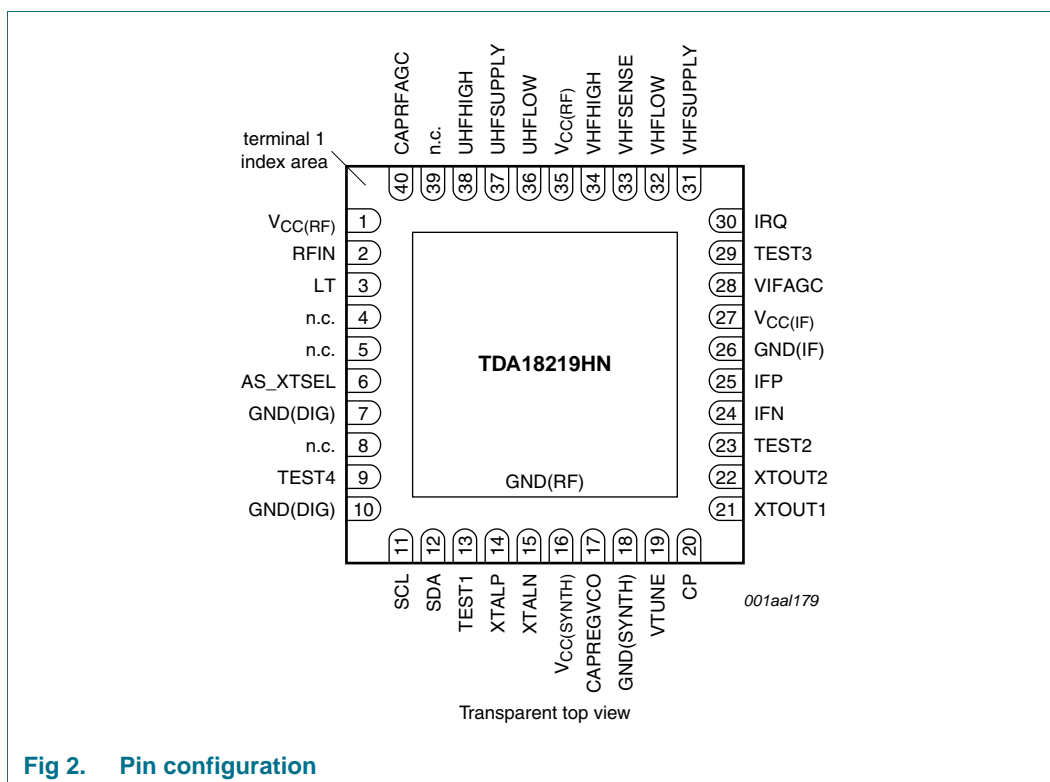 terminal 1
index area
CAPRFAGC
n.c.
UHFHIGH
UHFSUPPLY
UHFLOW
VCC(RF)
VHFHIGH
VHFSENSE
VHFLOW
VHFSUPPLY
40
39
38
37
36
35
34
33
32
31
VCC(RF) 1
RFIN 2
LT 3
n.c. 4
n.c. 5
AS_XTSEL 6
GND(DIG) 7
n.c. 8
TEST4 9
GND(DIG) 10
TDA18219HN
GND(RF)
30 IRQ
29 TEST3
28 VIFAGC
27 VCC(IF)
26 GND(IF)
25 IFP
24 IFN
23 TEST2
22 XTOUT2
21 XTOUT1
11
12
13
14
15
16
17
18
19
20
SCL
SDA
TEST1
XTALP
XTALN
VCC(SYNTH)
CAPREGVCO
GND(SYNTH)
VTUNE
CP
001aal179
Transparent top view
Fig 2. Pin configuration